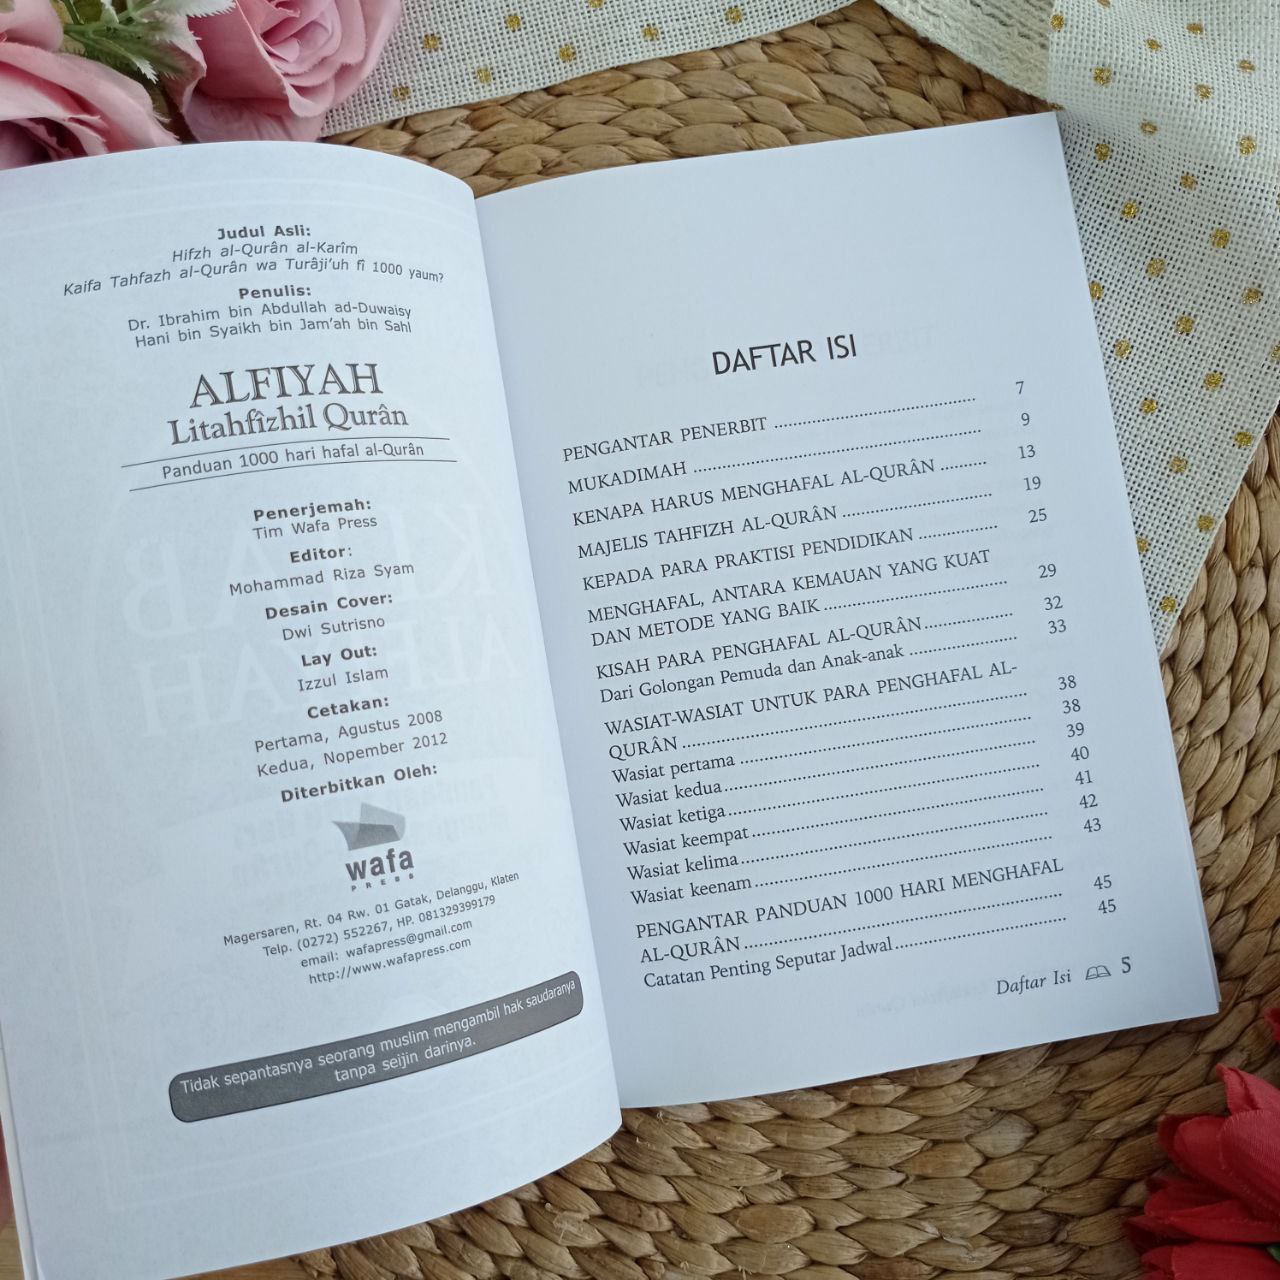 Judul Asli:
Hifzh al-Qurân al-Karîm
Kaifa Tahfazh al-Qurân wa Turâji'uh fî 1000 yaum?
Penulis:
Dr. Ibrahim bin Abdullah ad-Duwaisy
Hani bin Syaikh bin Jam'ah bin Sahl
ALFIYAH
Litahfîzhil Qurân
Panduan 1000 hari hafal al-Qurân
Penerjemah:
Tim Wafa Press
Editor:
Mohammad Riza Syam
Desain Cover:
Dwi Sutrisno
Lay Out:
Izzul Islam
Cetakan:
Pertama, Agustus 2008
Kedua, Nopember 2012
Diterbitkan Oleh:
wafa
PRESS
Magersaren, Rt. 04 Rw. 01 Gatak, Delanggu, Klaten
Telp. (0272) 552267, HP. 081329399179
email: wafapress@gmail.com
http://www.wafapress.com
Tidak sepantasnya seorang muslim mengambil hak saudaranya
tanpa seijin darinya.
DAFTAR ISI
PENGANTAR PENERBIT ........................................ 7
MUKADIMAH ........................................................ 9
KENAPA HARUS MENGHAFAL AL-QURÂN ......... 13
MAJELIS TAHFIZH AL-QURÂN ............................. 19
KEPADA PARA PRAKTISI PENDIDIKAN ............... 25
MENGHAFAL, ANTARA KEMAUAN YANG KUAT
DAN METODE YANG BAIK ................................... 29
KISAH PARA PENGHAFAL AL-QURÂN ................. 32
Dari Golongan Pemuda dan Anak-anak ..................... 33
WASIAT-WASIAT UNTUK PARA PENGHAFAL AL-
QURÂN ................................................................. 38
Wasiat pertama ........................................................ 38
Wasiat kedua ........................................................... 39
Wasiat ketiga ........................................................... 40
Wasiat keempat ....................................................... 41
Wasiat kelima .......................................................... 42
Wasiat keenam ........................................................ 43
PENGANTAR PANDUAN 1000 HARI MENGHAFAL
AL-QURÂN ............................................................ 45
Catatan Penting Seputar Jadwal ................................ 45
Daftar Isi 5